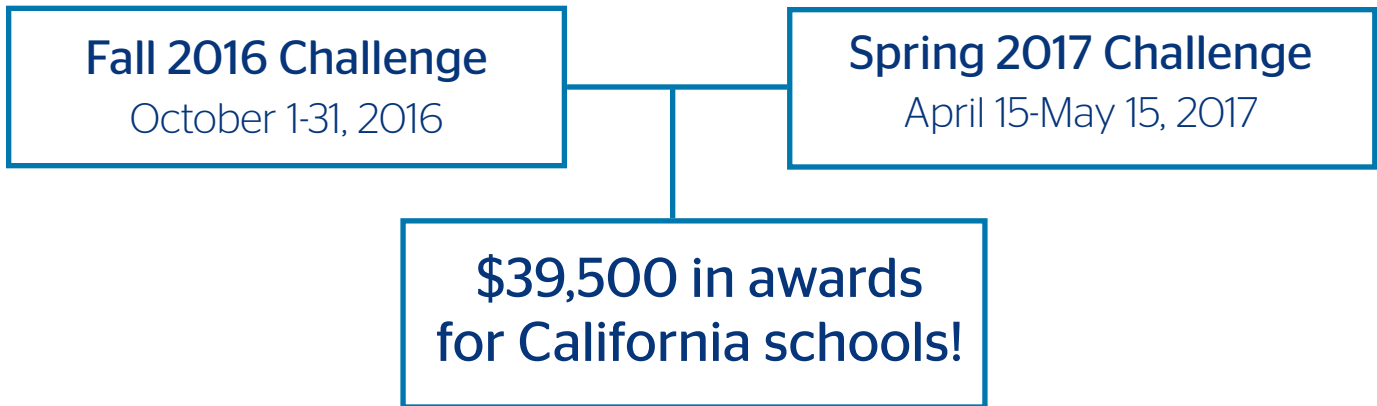 Fall 2016 Challenge
October 1-31, 2016
Spring 2017 Challenge
April 15-May 15, 2017
$39,500 in awards
for California schools!